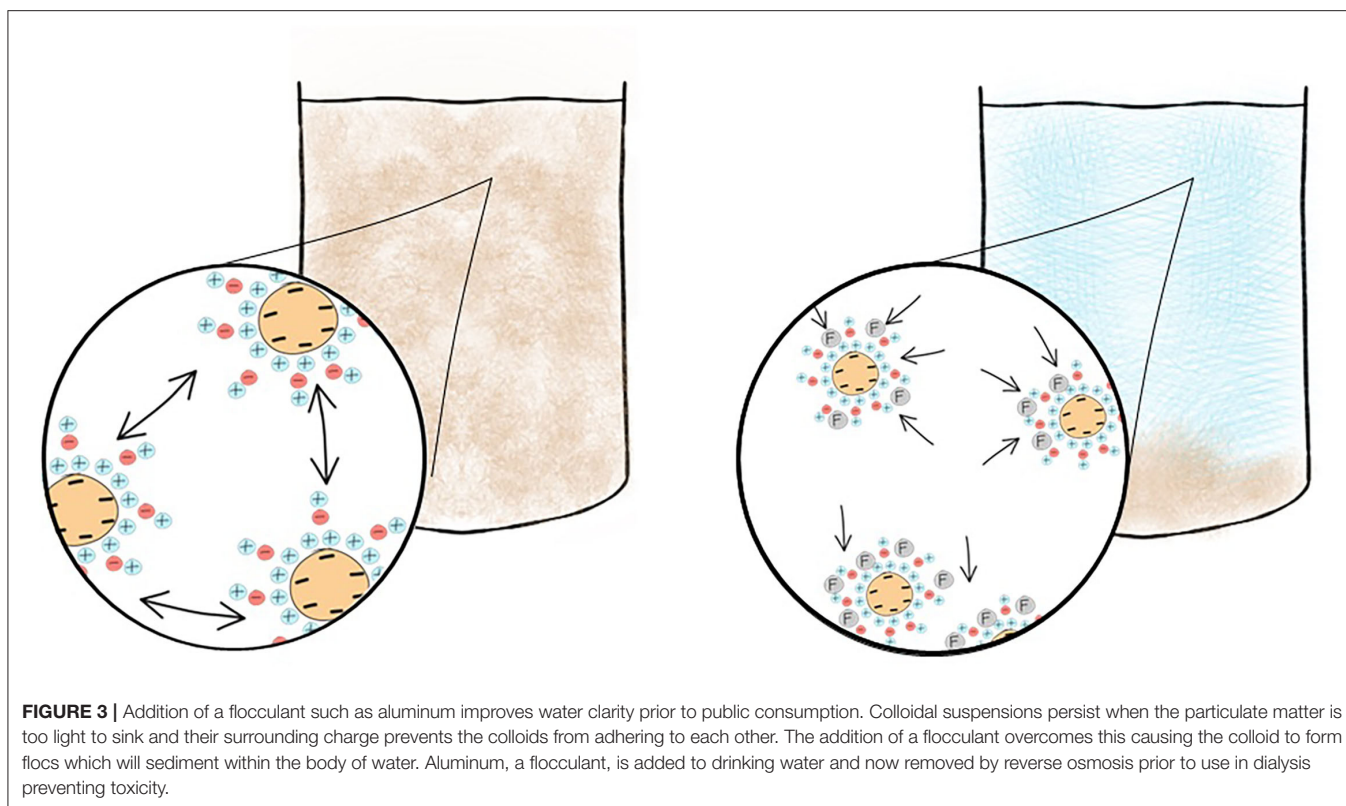 F F F F F F F F F F F F F F
FIGURE 3 | Addition of a flocculant such as aluminum improves water clarity prior to public consumption. Colloidal suspensions persist when the particulate matter is
too light to sink and their surrounding charge prevents the colloids from adhering to each other. The addition of a flocculant overcomes this causing the colloid to form
flocs which will sediment within the body of water. Aluminum, a flocculant, is added to drinking water and now removed by reverse osmosis prior to use in dialysis
preventing toxicity.